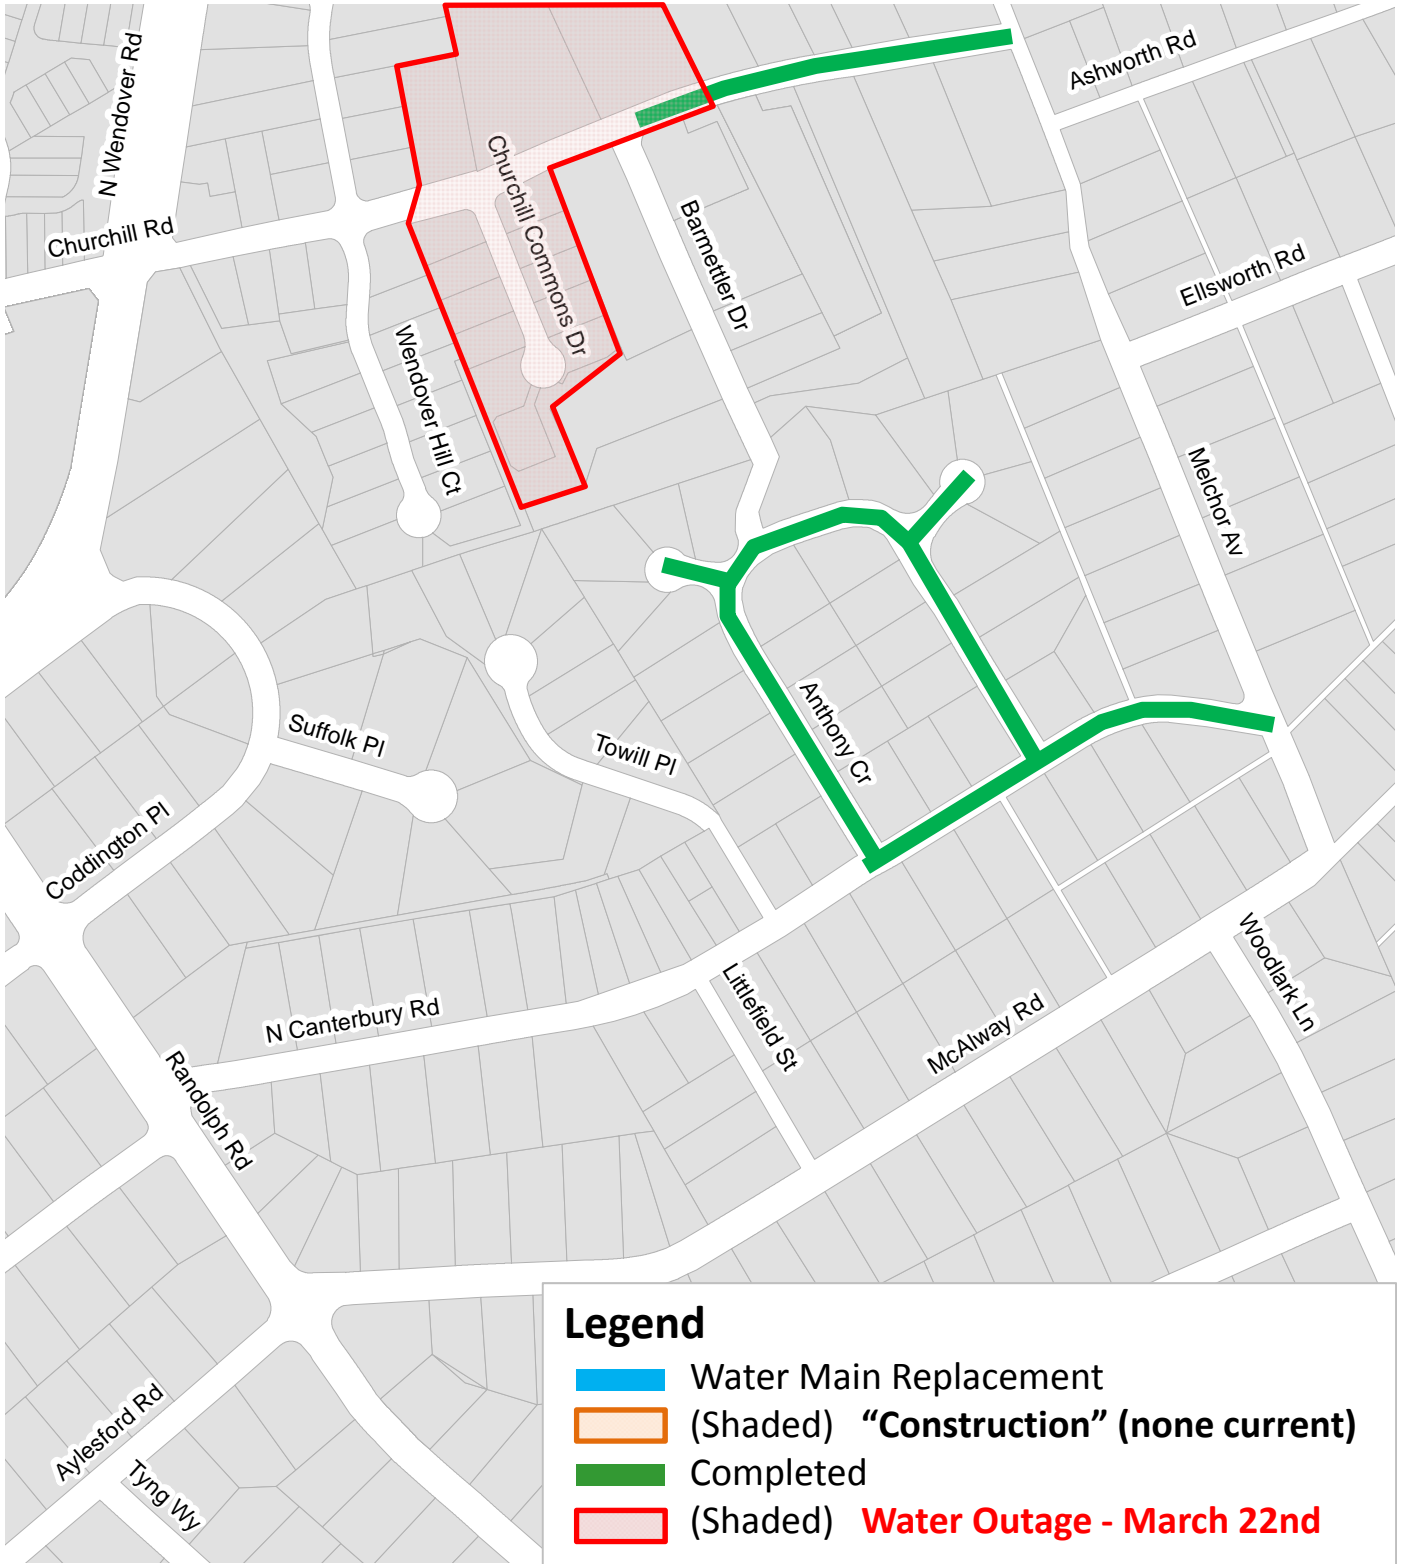 N Wendover Rd
Ashworth Rd
Churchill Rd
Churchill Commons Dr
Barmettler Dr
Ellsworth Rd
Wendover Hill Ct
Melchor Av
Anthony Cr
Suffolk Pl
Towill Pl
Coddington Pl
N Canterbury Rd
Littlefield St
Woodlark Ln
McAlway Rd
Randolph Rd
Aylesford Rd
Tyng Wy
Legend
Water Main Replacement
(Shaded) “Construction” (none current)
Completed
(Shaded) Water Outage - March 22nd